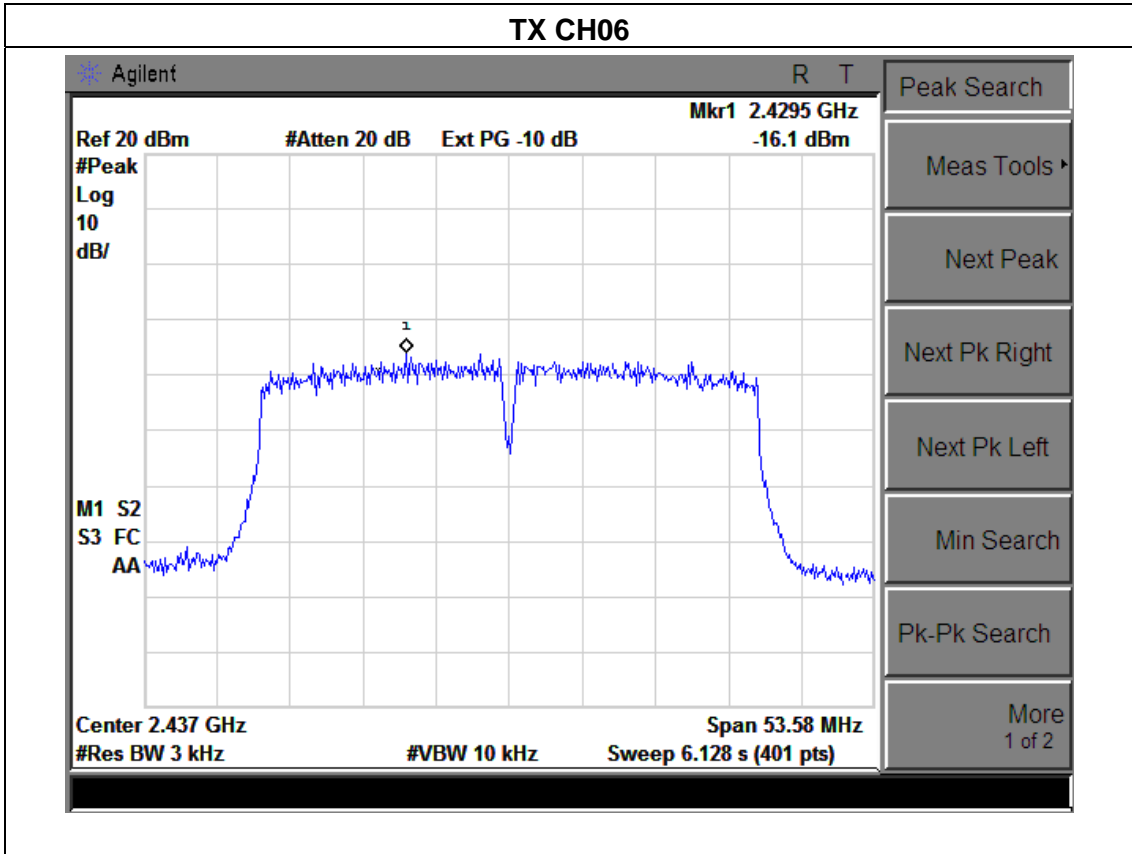 TX CH06
Agilent R T
Peak Search
Mkr1 2.4295 GHz
Ref 20 dBm #Atten 20 dB Ext PG -10 dB -16.1 dBm
#Peak
Log
10
dB/
1
M1 S2
S3 FC
AA
Center 2.437 GHz Span 53.58 MHz
#Res BW 3 kHz #VBW 10 kHz Sweep 6.128 s (401 pts)
Meas Tools
Next Peak
Next Pk Right
Next Pk Left
Min Search
Pk-Pk Search
More
1 of 2